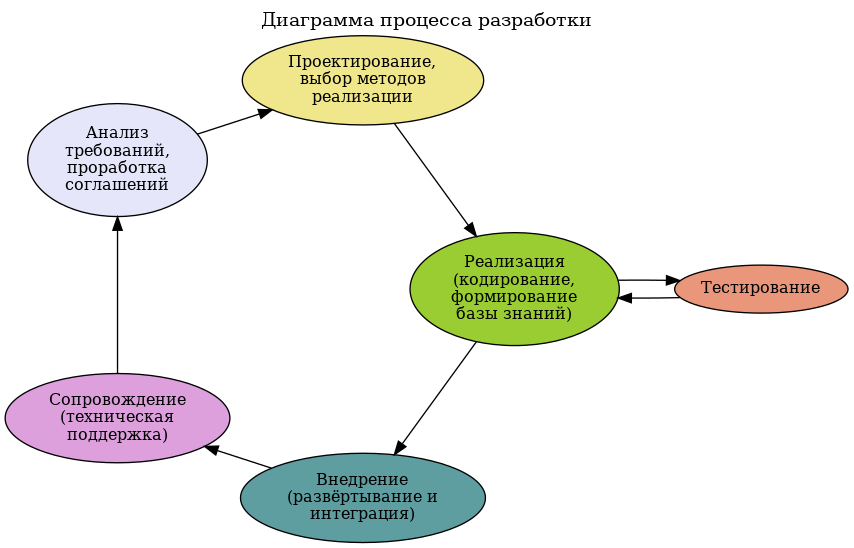 Диаграмма процесса разработки
Проектирование,
выбор методов
реализации
Анализ
требований,
проработка
соглашений
Реализация
(кодирование,
формирование
базы знаний)
Тестирование
Сопровождение
(техническая
поддержка)
Внедрение
(развёртывание и
интеграция)